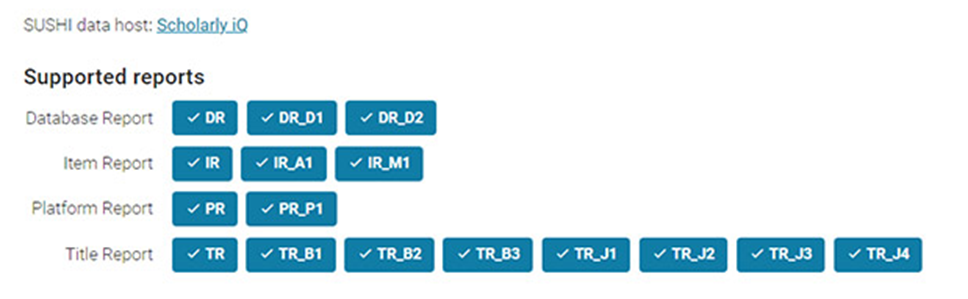 SUSHI data host: Scholarly iQ
Supported reports
Database Report ✓ DR ✓ DR_D1 ✓ DR_D2
Item Report ✓ IR ✓ IR_A1 ✓ IR_M1
Platform Report ✓ PR ✓ PR_P1
Title Report ✓ TR ✓ TR_B1 ✓ TR_B2 ✓ TR_B3 ✓ TR_J1 ✓ TR_J2 ✓ TR_J3 ✓ TR_J4